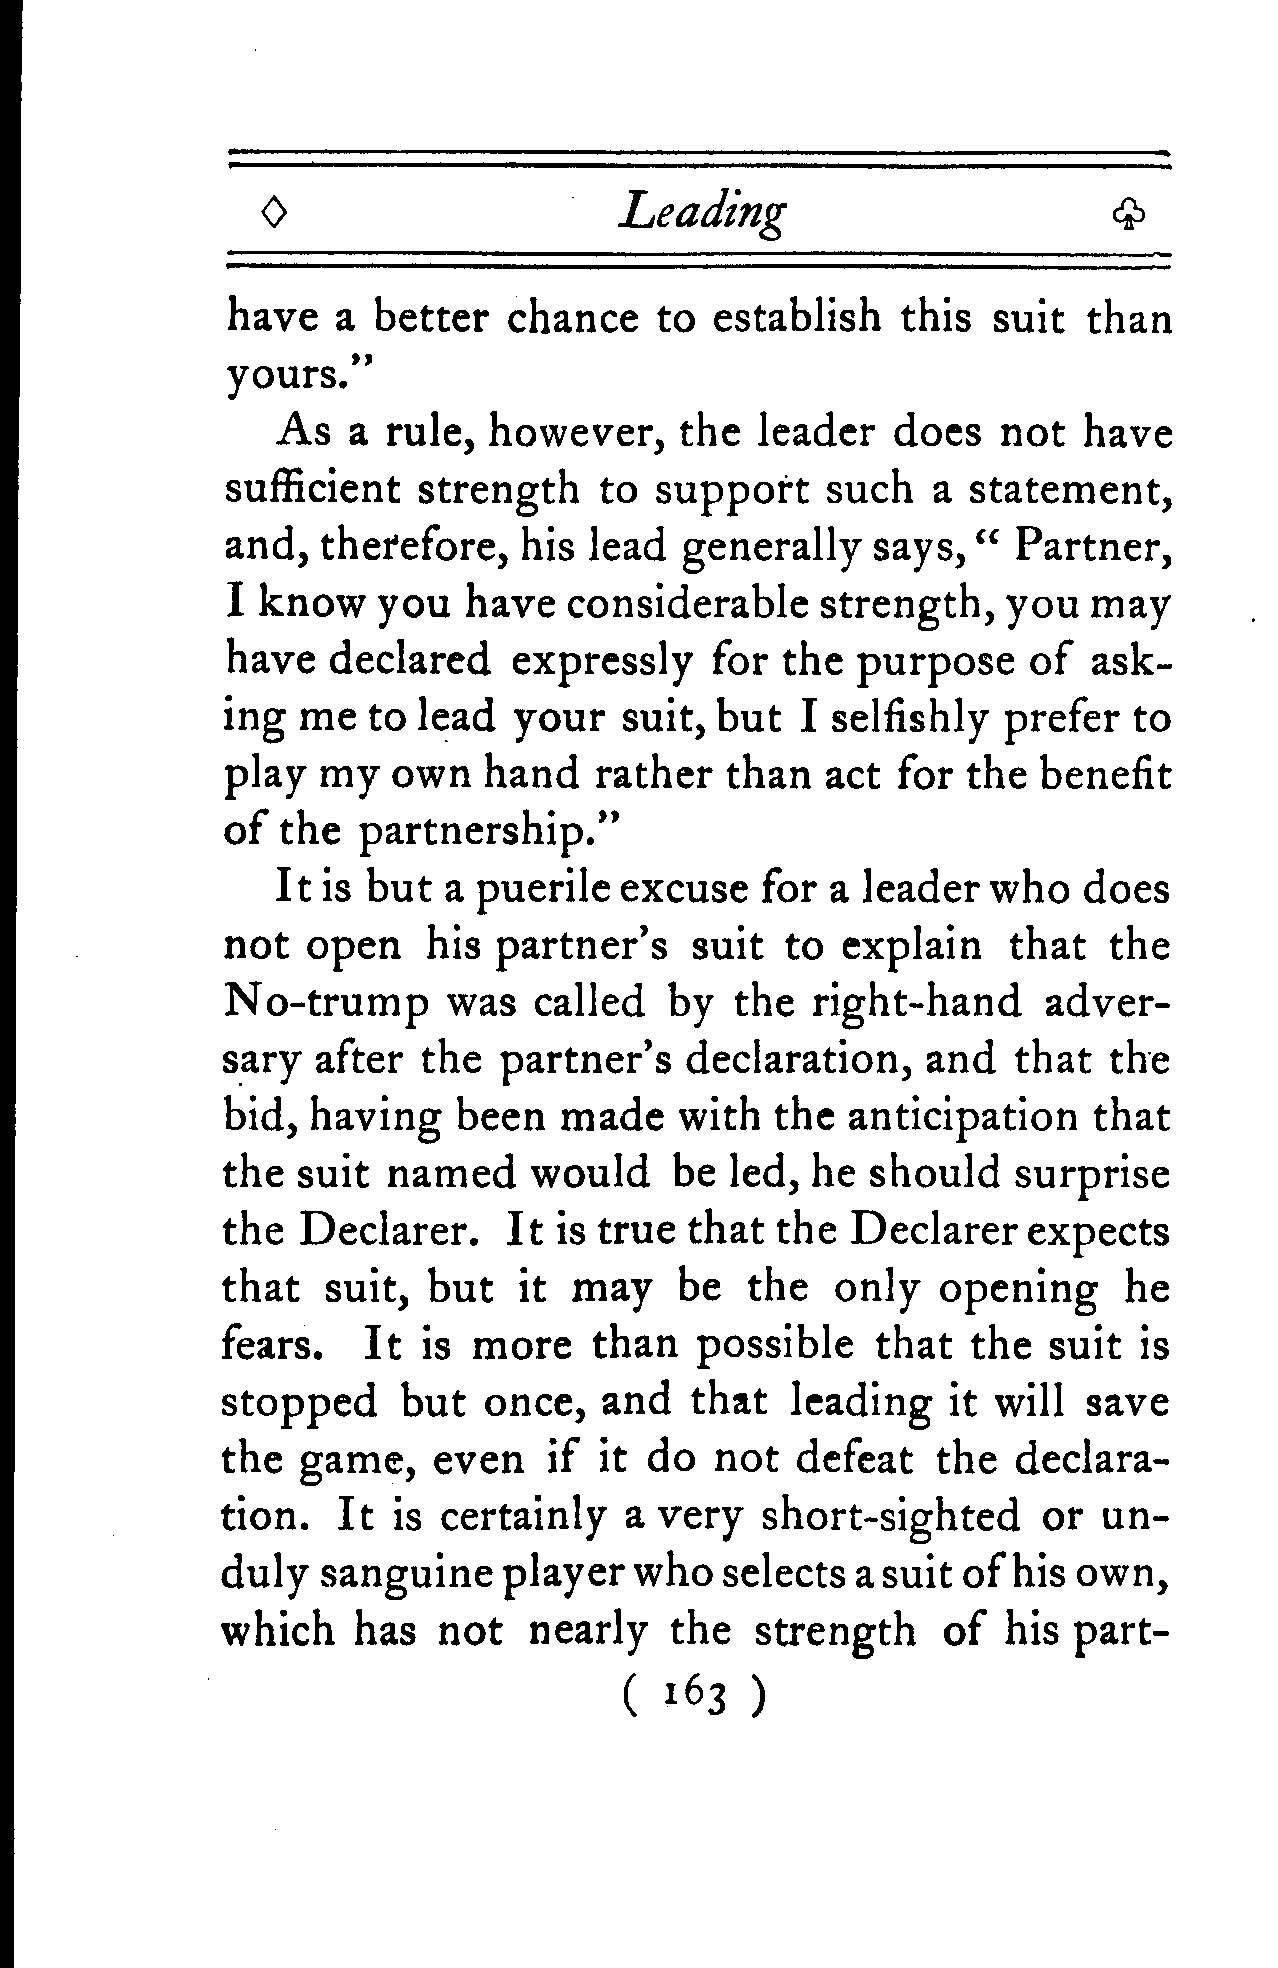 ◇ Leading ♧
have a better chance to establish this suit than
yours."
As a rule, however, the leader does not have
sufficient strength to support such a statement,
and, therefore, his lead generally says, " Partner,
I know you have considerable strength, you may
have declared expressly for the purpose of ask-
ing me to lead your suit, but I selfishly prefer to
play my own hand rather than act for the benefit
of the partnership."
It is but a puerile excuse for a leader who does
not open his partner's suit to explain that the
No-trump was called by the right-hand adver-
sary after the partner's declaration, and that the
bid, having been made with the anticipation that
the suit named would be led, he should surprise
the Declarer. It is true that the Declarer expects
that suit, but it may be the only opening he
fears. It is more than possible that the suit is
stopped but once, and that leading it will save
the game, even if it do not defeat the declara-
tion. It is certainly a very short-sighted or un-
duly sanguine player who selects a suit of his own,
which has not nearly the strength of his part-
( 163 )